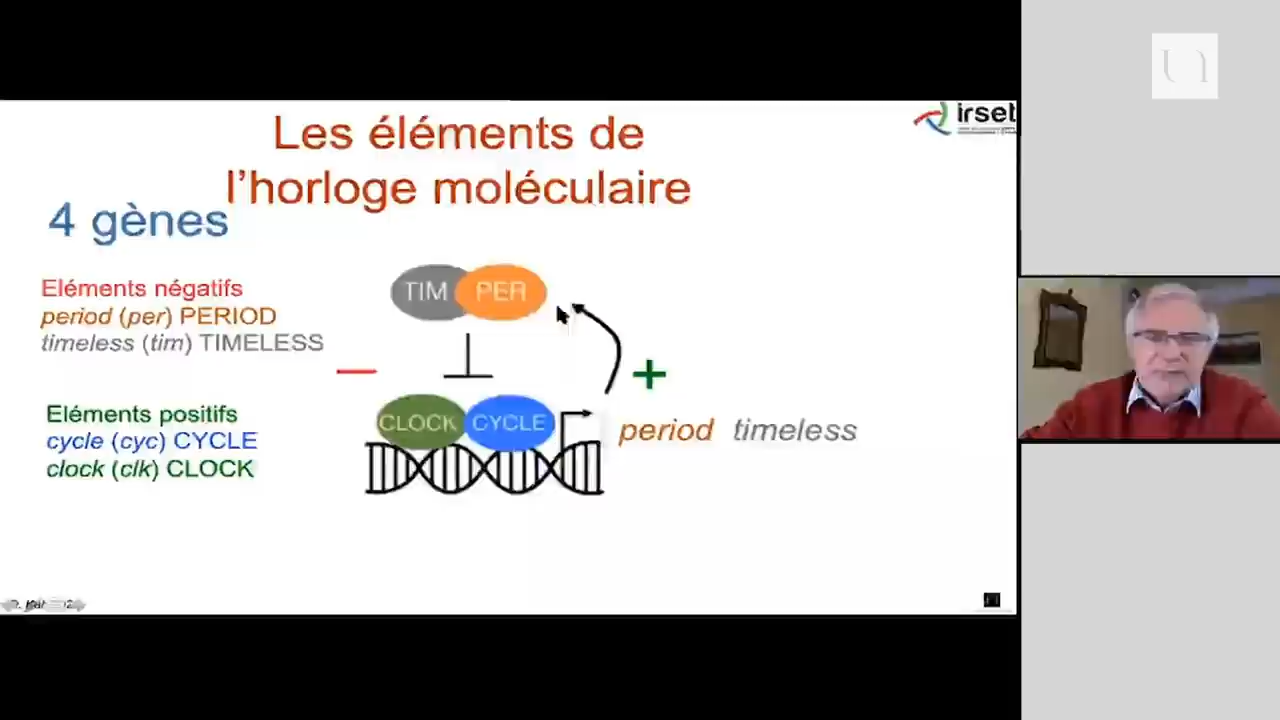 irset
Les éléments de
l'horloge moléculaire
4 gènes
Eléments négatifs
period (per) PERIOD
timeless (tim) TIMELESS
TIM PER
Eléments positifs
cycle (cyc) CYCLE
clock (clk) CLOCK
CLOCK CYCLE
period timeless